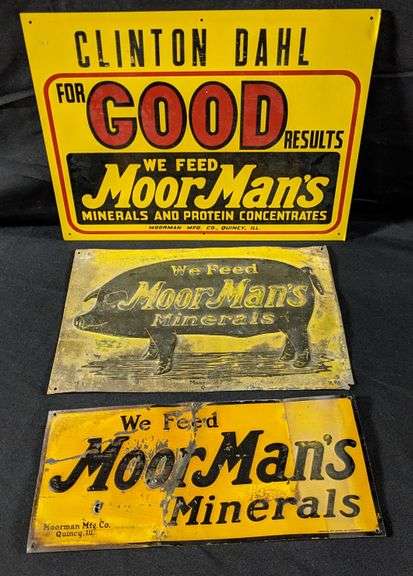 CLINTON DAHL
FOR GOOD RESULTS
WE FEED
MoorMan's
MINERALS AND PROTEIN CONCENTRATES
MOORMAN MFG. CO., QUINCY, ILL.
We Feed
MoorMan's
Minerals
We Feed
MoorMan's
Minerals
Moorman Mfg Co.
Quincy, Ill.